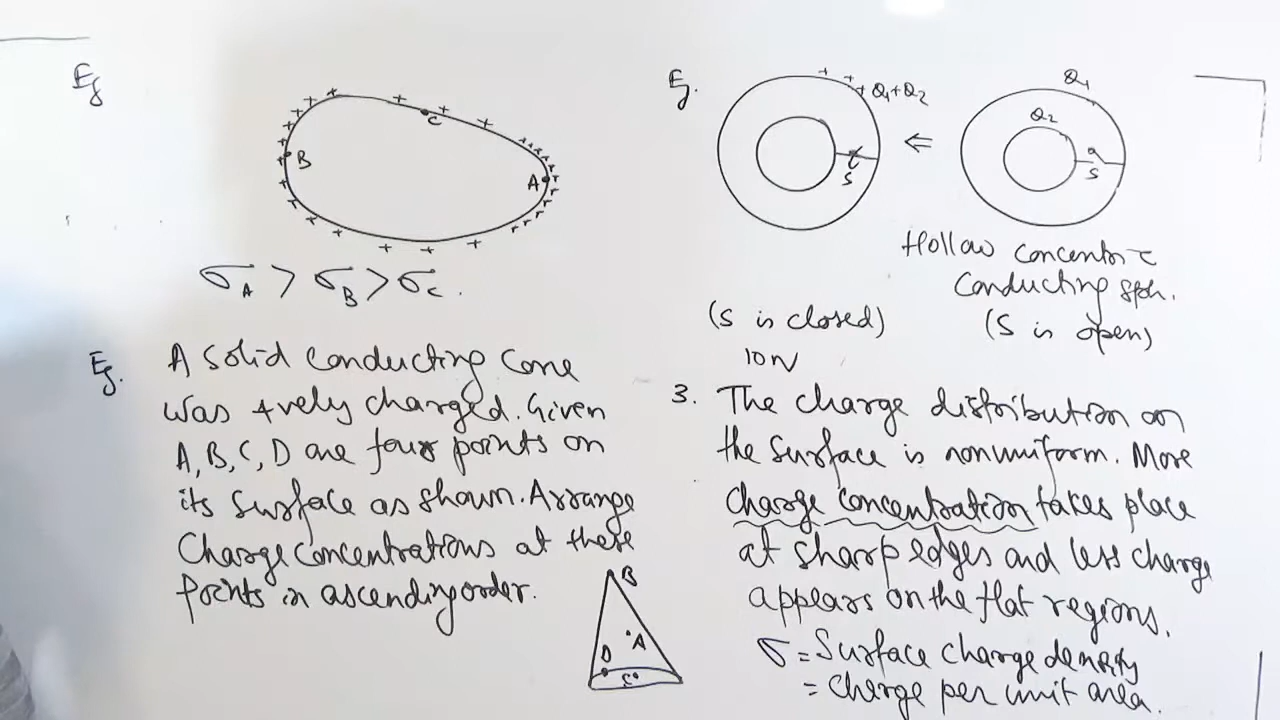 Eg
C
B
A
σA > σB > σC.
Eg. A solid conducting cone
was +vely charged. Given
A, B, C, D are four points on
its surface as shown. Arrange
Charge concentrations at these
points in ascending order.
B
A
D
C
Eg.
+ Q1+Q2
⇐
S
Q1
Q2
S
Hollow concentric
Conducting sph.
(S is closed)
(S is open)
10N
3. The charge distribution on
the surface is nonuniform. More
charge concentration takes place
at sharp edges and less charge
appears on the flat regions.
σ = Surface charge density
= charge per unit area.